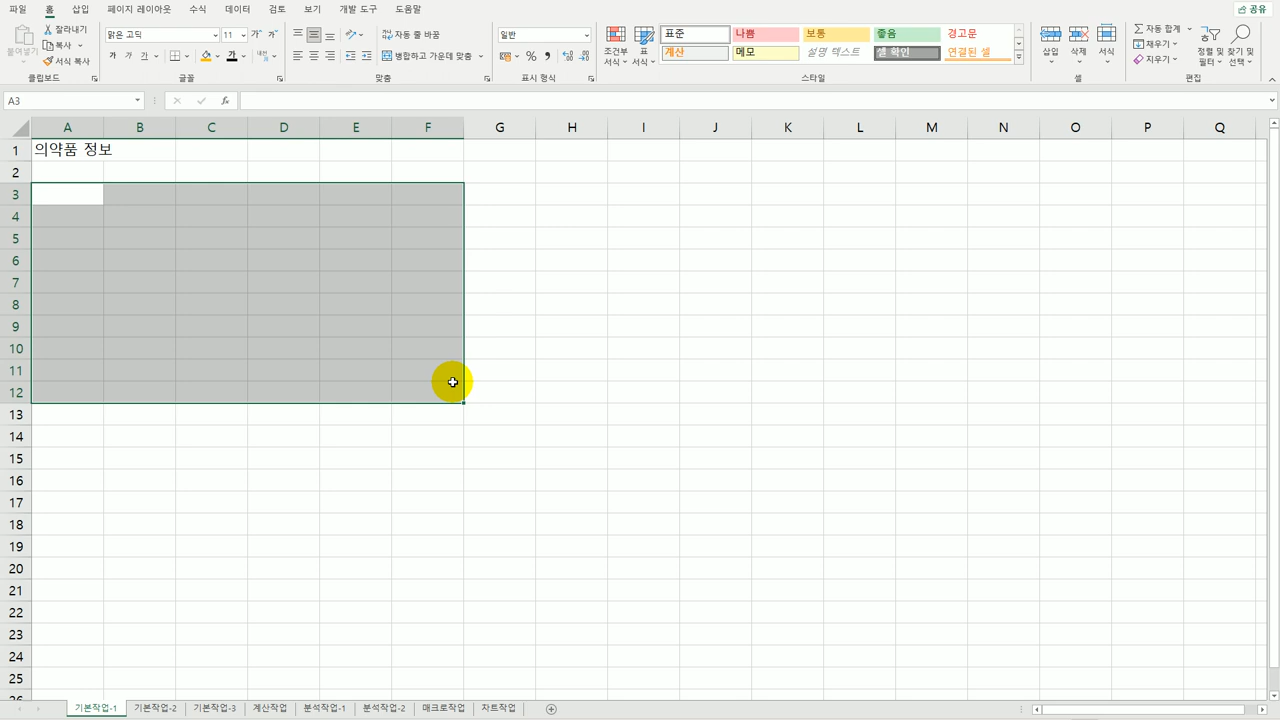 파일 홈 삽입 페이지 레이아웃 수식 데이터 검토 보기 개발 도구 도움말 공유
붙여넣기 잘라내기 복사 서식 복사 클립보드
맑은 고딕 11 가 가 가 글꼴
자동 줄 바꿈 병합하고 가운데 맞춤 맞춤
일반 % 표시 형식
조건부 서식 표 서식
표준 나쁨 보통 좋음 경고문
계산 메모 설명 텍스트 셀 확인 연결된 셀
스타일
삽입 삭제 서식 셀
자동 합계 채우기 지우기 정렬 및 필터 찾기 및 선택 편집
A3 fx
A B C D E F G H I J K L M N O P Q
1 의약품 정보
2
3
4
5
6
7
8
9
10
11
12
13
14
15
16
17
18
19
20
21
22
23
24
25
26
기본작업-1 기본작업-2 기본작업-3 계산작업 분석작업-1 분석작업-2 매크로작업 차트작업